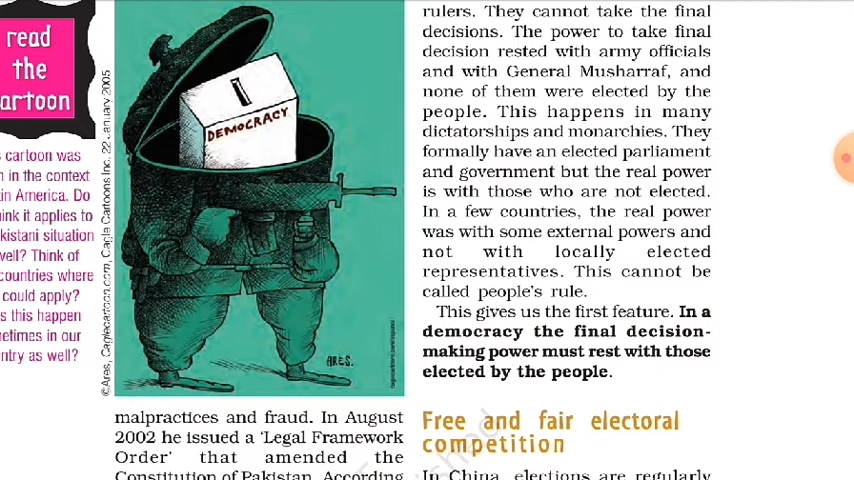 read
the
cartoon
s cartoon was
n in the context
tin America. Do
hink it applies to
kistani situation
well? Think of
countries where
could apply?
s this happen
metimes in our
ntry as well?
©Ares, Caglecartoon.com, Cagle Cartoons Inc. 22 January 2005
DEMOCRACY
ARES.
malpractices and fraud. In August
2002 he issued a ‘Legal Framework
Order’ that amended the
Constitution of Pakistan. According
rulers. They cannot take the final
decisions. The power to take final
decision rested with army officials
and with General Musharraf, and
none of them were elected by the
people. This happens in many
dictatorships and monarchies. They
formally have an elected parliament
and government but the real power
is with those who are not elected.
In a few countries, the real power
was with some external powers and
not with locally elected
representatives. This cannot be
called people’s rule.
This gives us the first feature. In a
democracy the final decision-
making power must rest with those
elected by the people.
Free and fair electoral
competition
In China, elections are regularly